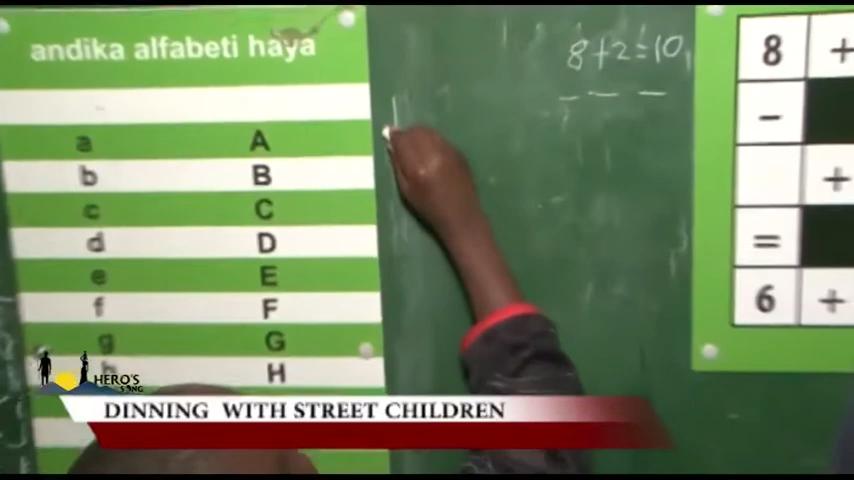 andika alfabeti haya
a A
b B
c C
d D
e E
f F
g G
h H
8+2=10
8 +
-
+
=
6 +
HERO'S
SONG
DINNING WITH STREET CHILDREN